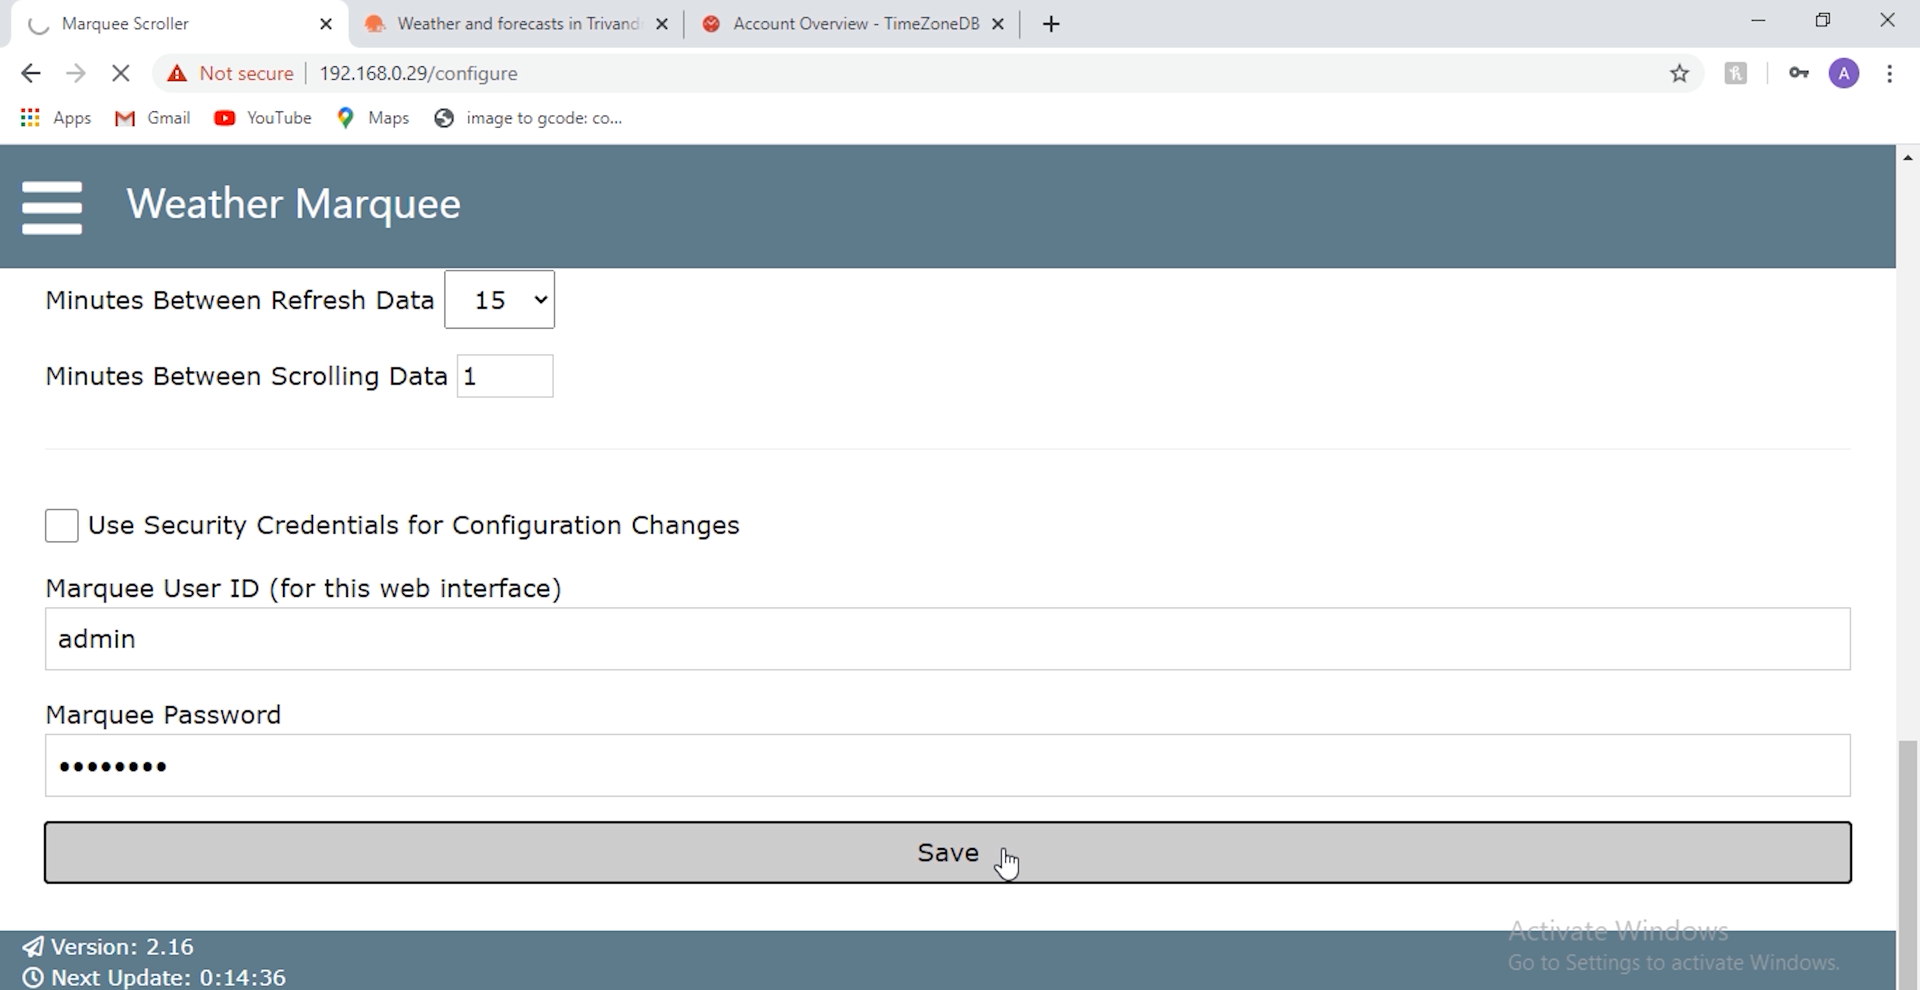 Marquee Scroller
Weather and forecasts in Trivand
Account Overview - TimeZoneDB
Not secure 192.168.0.29/configure
A
Apps Gmail YouTube Maps image to gcode: co...
Weather Marquee
Minutes Between Refresh Data 15
Minutes Between Scrolling Data 1
Use Security Credentials for Configuration Changes
Marquee User ID (for this web interface)
admin
Marquee Password
••••••••
Save
Activate Windows
Go to Settings to activate Windows.
Version: 2.16
Next Update: 0:14:36